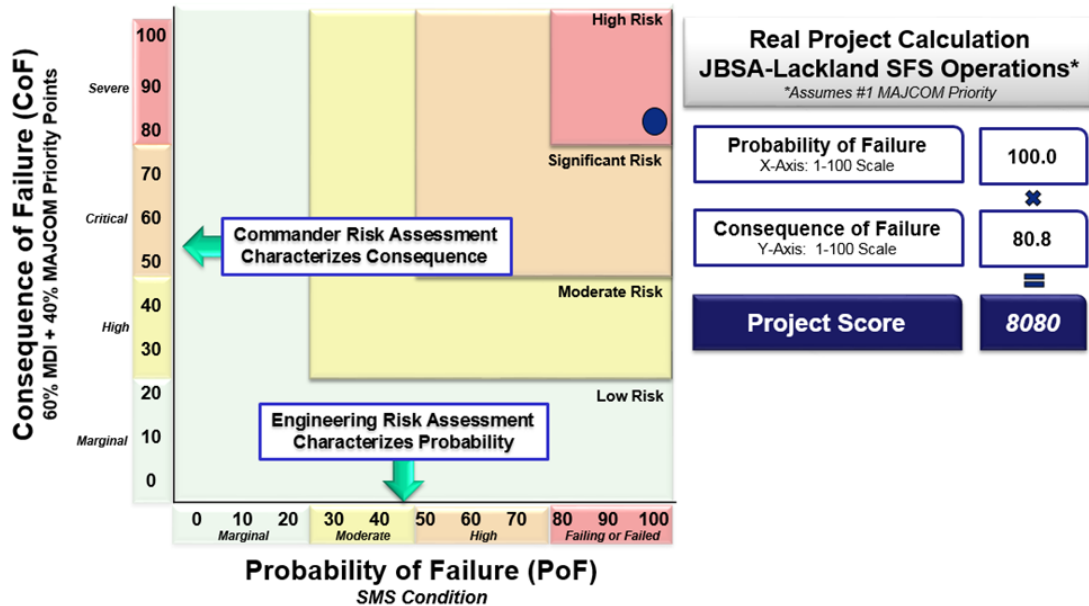 Consequence of Failure (CoF)
60% MDI + 40% MAJCOM Priority Points
Severe
Critical
High
Marginal
100
90
80
70
60
50
40
30
20
10
0
High Risk
Significant Risk
Moderate Risk
Low Risk
Commander Risk Assessment
Characterizes Consequence
Engineering Risk Assessment
Characterizes Probability
0 10 20 30 40 50 60 70 80 90 100
Marginal Moderate High Failing or Failed
Probability of Failure (PoF)
SMS Condition
Real Project Calculation
JBSA-Lackland SFS Operations*
*Assumes #1 MAJCOM Priority
Probability of Failure
X-Axis: 1-100 Scale
100.0
×
Consequence of Failure
Y-Axis: 1-100 Scale
80.8
=
Project Score
8080